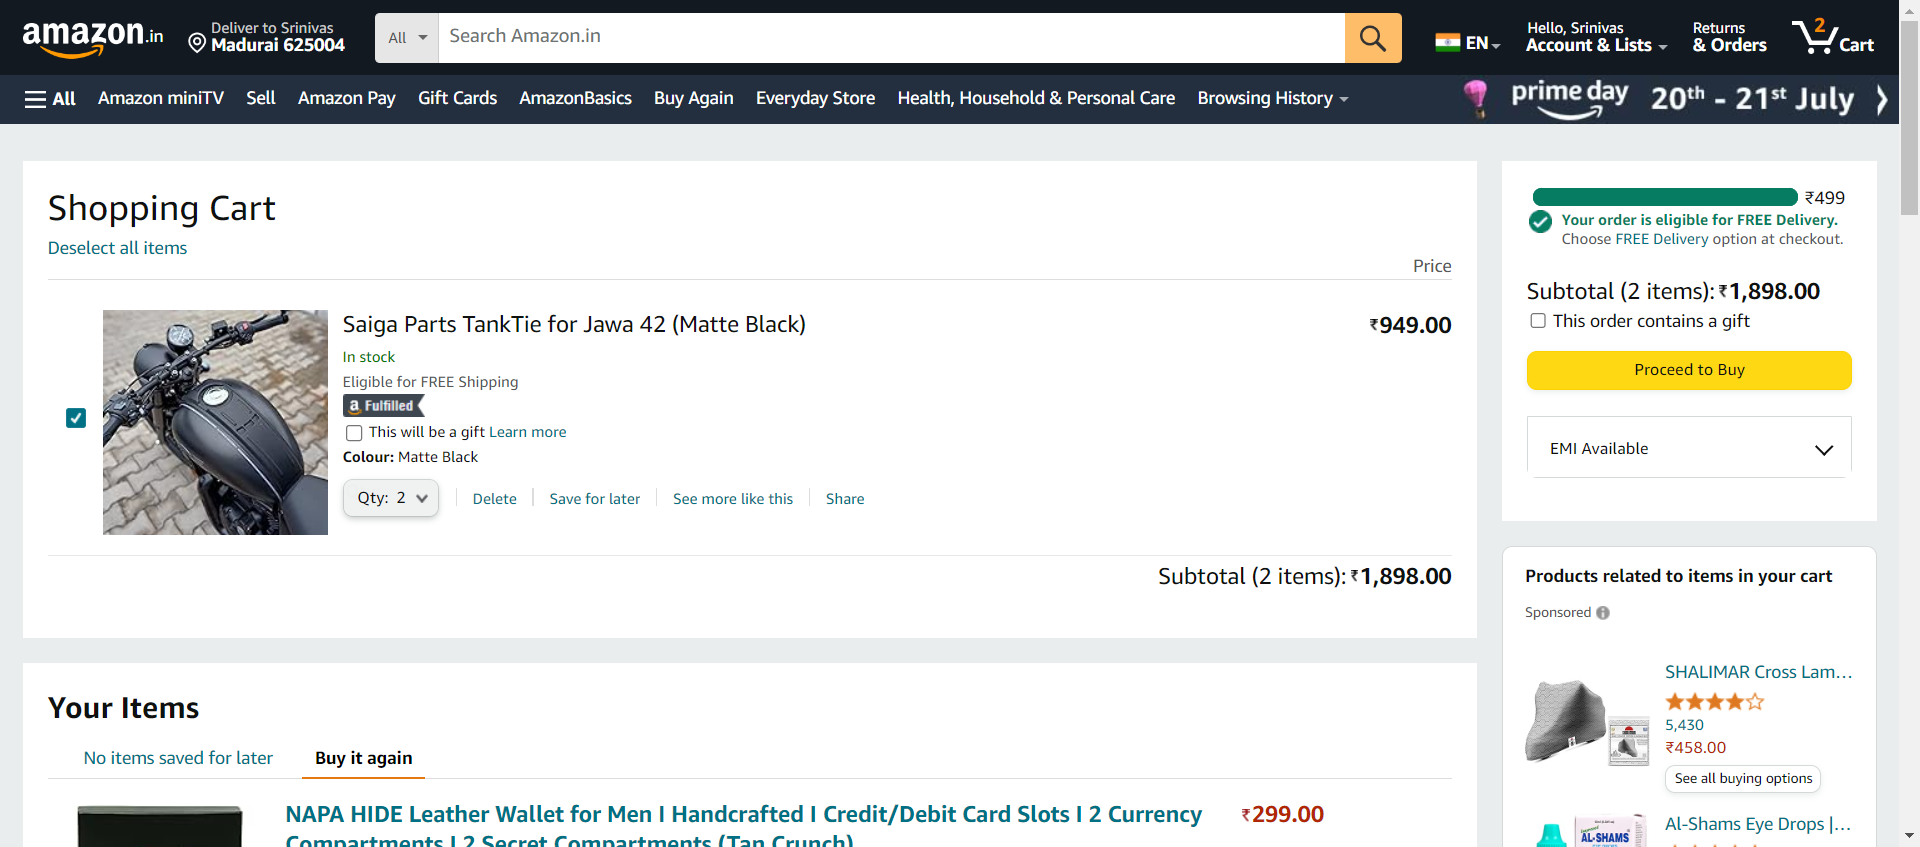 amazon.in
Deliver to Srinivas
Madurai 625004
All
Search Amazon.in
EN
Hello, Srinivas
Account & Lists
Returns
& Orders
2
Cart
All
Amazon miniTV
Sell
Amazon Pay
Gift Cards
AmazonBasics
Buy Again
Everyday Store
Health, Household & Personal Care
Browsing History
prime day
20th - 21st July
Shopping Cart
Deselect all items
Price
Saiga Parts TankTie for Jawa 42 (Matte Black)
₹949.00
In stock
Eligible for FREE Shipping
a Fulfilled
This will be a gift Learn more
Colour: Matte Black
Qty: 2
Delete
Save for later
See more like this
Share
Subtotal (2 items): ₹1,898.00
₹499
Your order is eligible for FREE Delivery.
Choose FREE Delivery option at checkout.
Subtotal (2 items): ₹1,898.00
This order contains a gift
Proceed to Buy
EMI Available
Products related to items in your cart
Sponsored
SHALIMAR Cross Lam…
5,430
₹458.00
See all buying options
AL-SHAMS
Al-Shams Eye Drops |…
Your Items
No items saved for later
Buy it again
NAPA HIDE Leather Wallet for Men I Handcrafted I Credit/Debit Card Slots I 2 Currency
Compartments I 2 Secret Compartments (Tan Crunch)
₹299.00